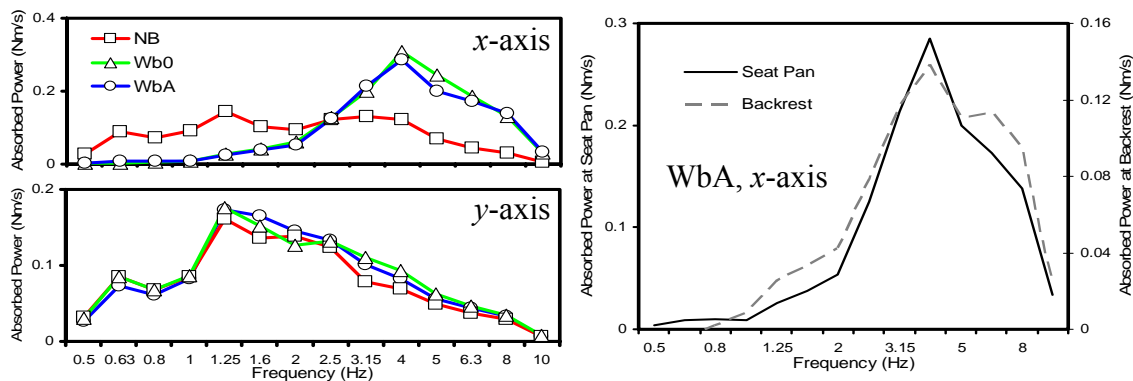 Absorbed Power (Nm/s)
0.4
0.2
0
NB
Wb0
WbA
x-axis
Absorbed Power (Nm/s)
0.2
0.1
0.0
y-axis
0.5 0.63 0.8 1 1.25 1.6 2 2.5 3.15 4 5 6.3 8 10
Frequency (Hz)
Absorbed Power at Seat Pan (Nm/s)
0.3
0.2
0.1
0
Seat Pan
Backrest
WbA, x-axis
0.16
0.12
0.08
0.04
0
Absorbed Power at Backrest (Nm/s)
0.5 0.8 1.25 2 3.15 5 8
Frequency (Hz)